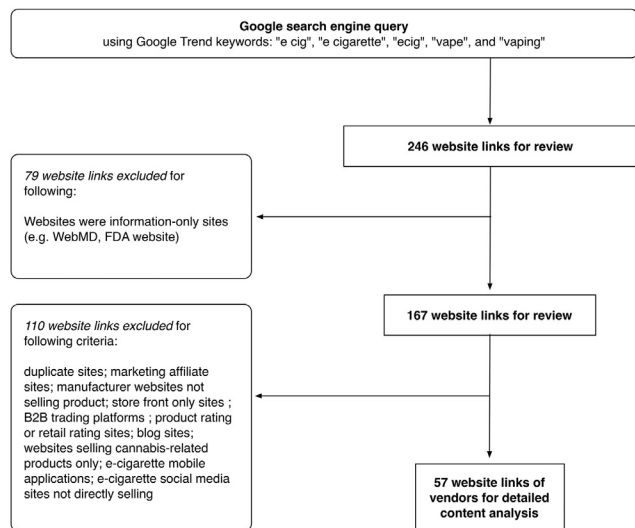 Google search engine query
using Google Trend keywords: "e cig", "e cigarette", "ecig", "vape", and "vaping"
246 website links for review
79 website links excluded for
following:
Websites were information-only sites
(e.g. WebMD, FDA website)
167 website links for review
110 website links excluded for
following criteria:
duplicate sites; marketing affiliate
sites; manufacturer websites not
selling product; store front only sites ;
B2B trading platforms ; product rating
or retail rating sites; blog sites;
websites selling cannabis-related
products only; e-cigarette mobile
applications; e-cigarette social media
sites not directly selling
57 website links of
vendors for detailed
content analysis